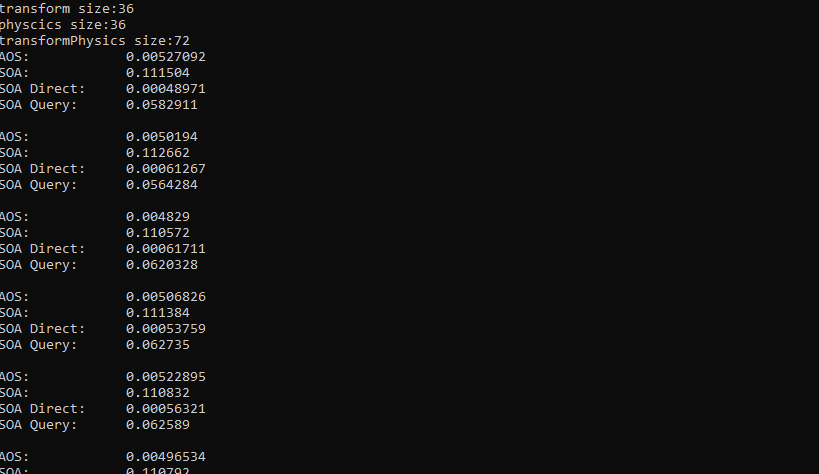 transform size:36
physcics size:36
transformPhysics size:72
AOS: 0.00527092
SOA: 0.111504
SOA Direct: 0.00048971
SOA Query: 0.0582911

AOS: 0.0050194
SOA: 0.112662
SOA Direct: 0.00061267
SOA Query: 0.0564284

AOS: 0.004829
SOA: 0.110572
SOA Direct: 0.00061711
SOA Query: 0.0620328

AOS: 0.00506826
SOA: 0.111384
SOA Direct: 0.00053759
SOA Query: 0.062735

AOS: 0.00522895
SOA: 0.110832
SOA Direct: 0.00056321
SOA Query: 0.062589

AOS: 0.00496534
SOA: 0.110792